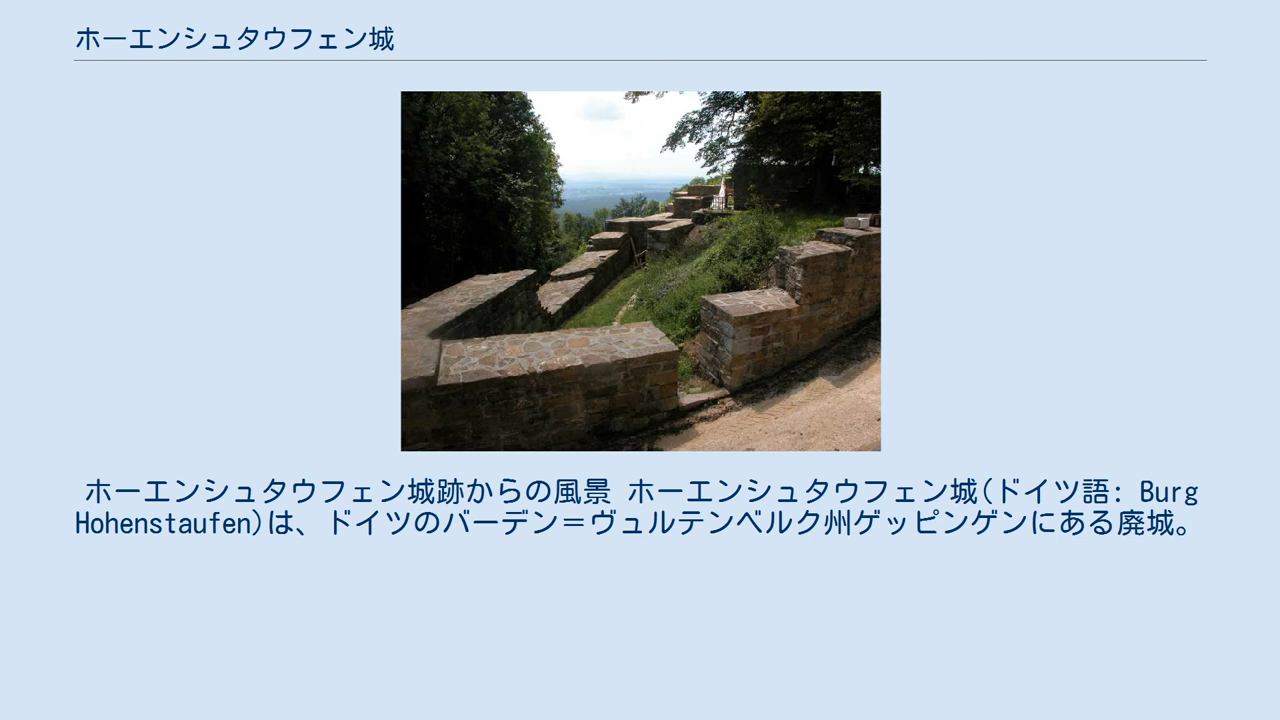 ホーエンシュタウフェン城
ホーエンシュタウフェン城跡からの風景 ホーエンシュタウフェン城(ドイツ語: Burg
Hohenstaufen)は、ドイツのバーデン＝ヴュルテンベルク州ゲッピンゲンにある廃城。